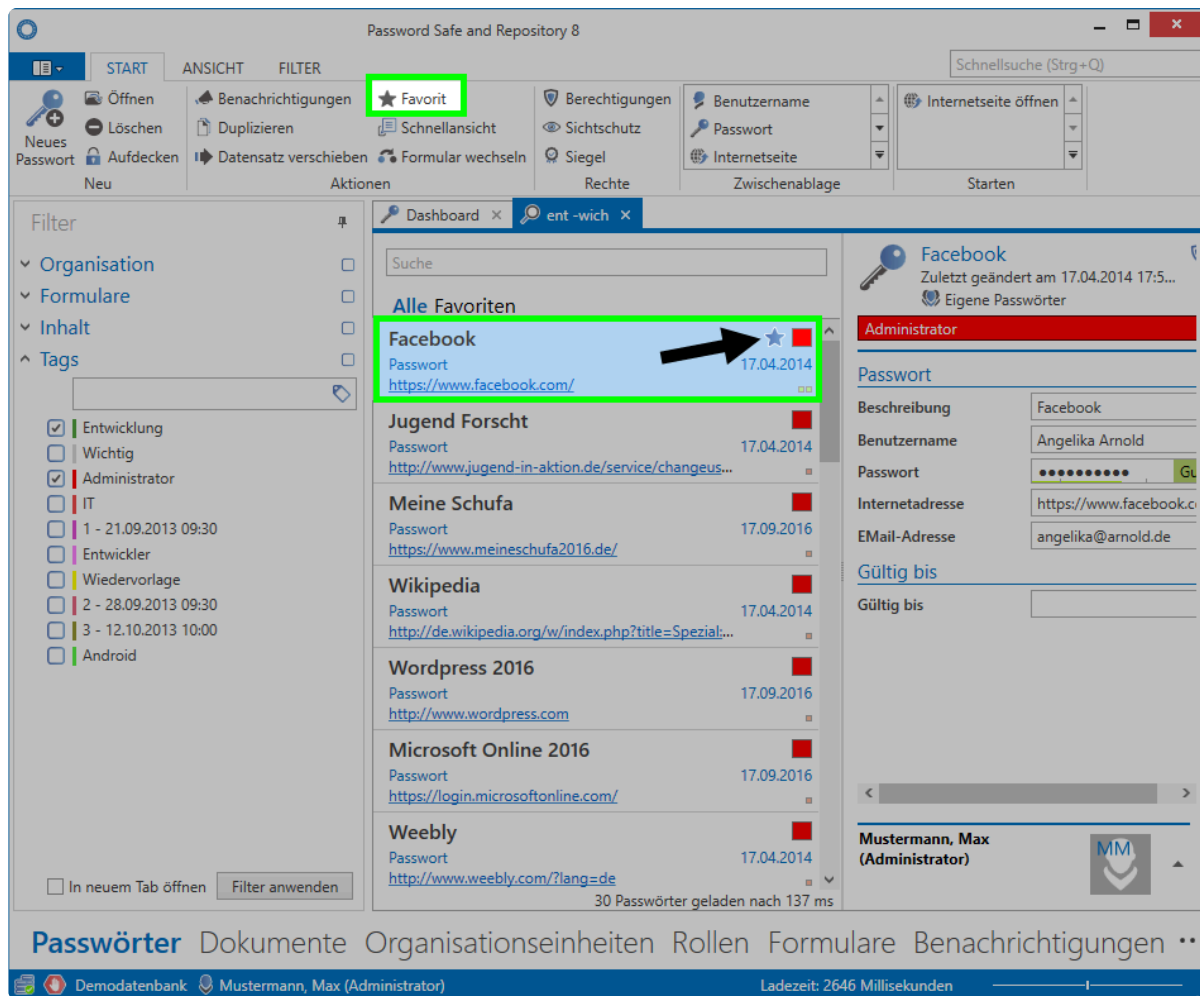 Password Safe and Repository 8
START ANSICHT FILTER
Schnellsuche (Strg+Q)
Neues Passwort
Öffnen
Löschen
Aufdecken
Neu
Benachrichtigungen
Duplizieren
Datensatz verschieben
Favorit
Schnellansicht
Formular wechseln
Aktionen
Berechtigungen
Sichtschutz
Siegel
Rechte
Benutzername
Passwort
Internetseite
Zwischenablage
Internetseite öffnen
Starten
Filter
Organisation
Formulare
Inhalt
Tags
Entwicklung
Wichtig
Administrator
IT
1 - 21.09.2013 09:30
Entwickler
Wiedervorlage
2 - 28.09.2013 09:30
3 - 12.10.2013 10:00
Android
In neuem Tab öffnen Filter anwenden
Dashboard ent -wich
Suche
Alle Favoriten
Facebook
Passwort 17.04.2014
https://www.facebook.com/
Jugend Forscht
Passwort 17.04.2014
http://www.jugend-in-aktion.de/service/changeus...
Meine Schufa
Passwort 17.09.2016
https://www.meineschufa2016.de/
Wikipedia
Passwort 17.04.2014
http://de.wikipedia.org/w/index.php?title=Spezial:...
Wordpress 2016
Passwort 17.09.2016
http://www.wordpress.com
Microsoft Online 2016
Passwort 17.09.2016
https://login.microsoftonline.com/
Weebly
Passwort 17.04.2014
http://www.weebly.com/?lang=de
30 Passwörter geladen nach 137 ms
Facebook
Zuletzt geändert am 17.04.2014 17:5...
Eigene Passwörter
Administrator
Passwort
Beschreibung Facebook
Benutzername Angelika Arnold
Passwort ●●●●●●●●●● Gu
Internetadresse https://www.facebook.c
EMail-Adresse angelika@arnold.de
Gültig bis
Gültig bis
Mustermann, Max
(Administrator)
MM
Passwörter Dokumente Organisationseinheiten Rollen Formulare Benachrichtigungen ••
Demodatenbank Mustermann, Max (Administrator) Ladezeit: 2646 Millisekunden